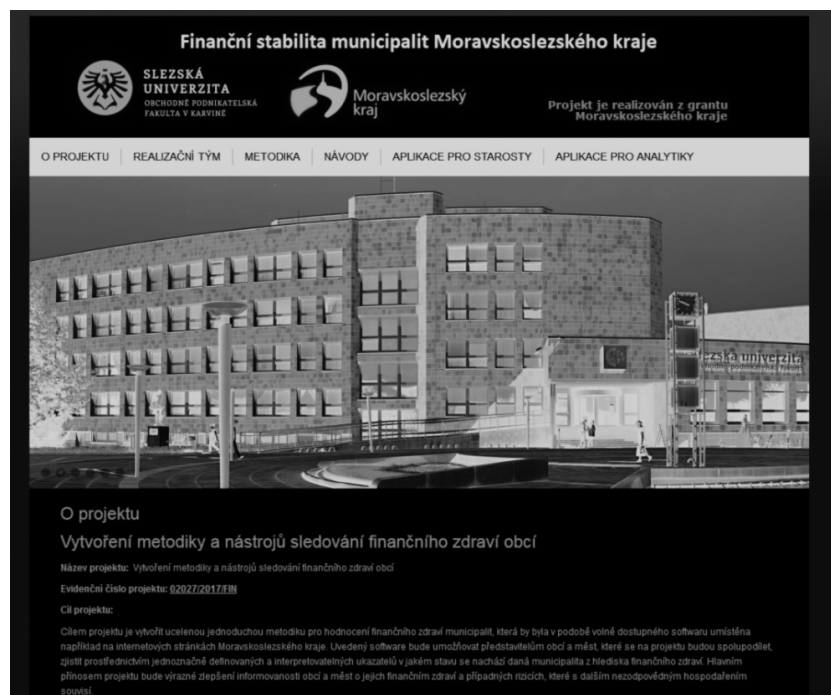 Finanční stabilita municipalit Moravskoslezského kraje
SLEZSKÁ
UNIVERZITA
OBCHODNĚ PODNIKATELSKÁ
FAKULTA V KARVINÉ
Moravskoslezský
kraj
Projekt je realizován z grantu
Moravskoslezského kraje
O PROJEKTU
REALIZAČNÍ TÝM
METODIKA
NÁVODY
APLIKACE PRO STAROSTY
APLIKACE PRO ANALYTIKY
ezská univerzita
O projektu
Vytvoření metodiky a nástrojů sledování finančního zdraví obcí
Název projektu: Vytvoření metodiky a nástrojů sledování finančního zdraví obcí
Evidenční číslo projektu: 02027/2017/FIN
Cíl projektu:
Cílem projektu je vytvořit ucelenou jednoduchou metodiku pro hodnocení finančního zdraví municipalit, která by byla v podobě volně dostupného softwaru umístěna
například na internetových stránkách Moravskoslezského kraje. Uvedený software bude umožňovat představitelům obcí a měst, které se na projektu budou spolupodílet,
zjistit prostřednictvím jednoznačně definovaných a interpretovatelných ukazatelů v jakém stavu se nachází daná municipalita z hlediska finančního zdraví. Hlavním
přínosem projektu bude výrazné zlepšení informovanosti obcí a měst o jejich finančním zdraví a případných rizicích, které s dalším nezodpovědným hospodařením
souvisí.